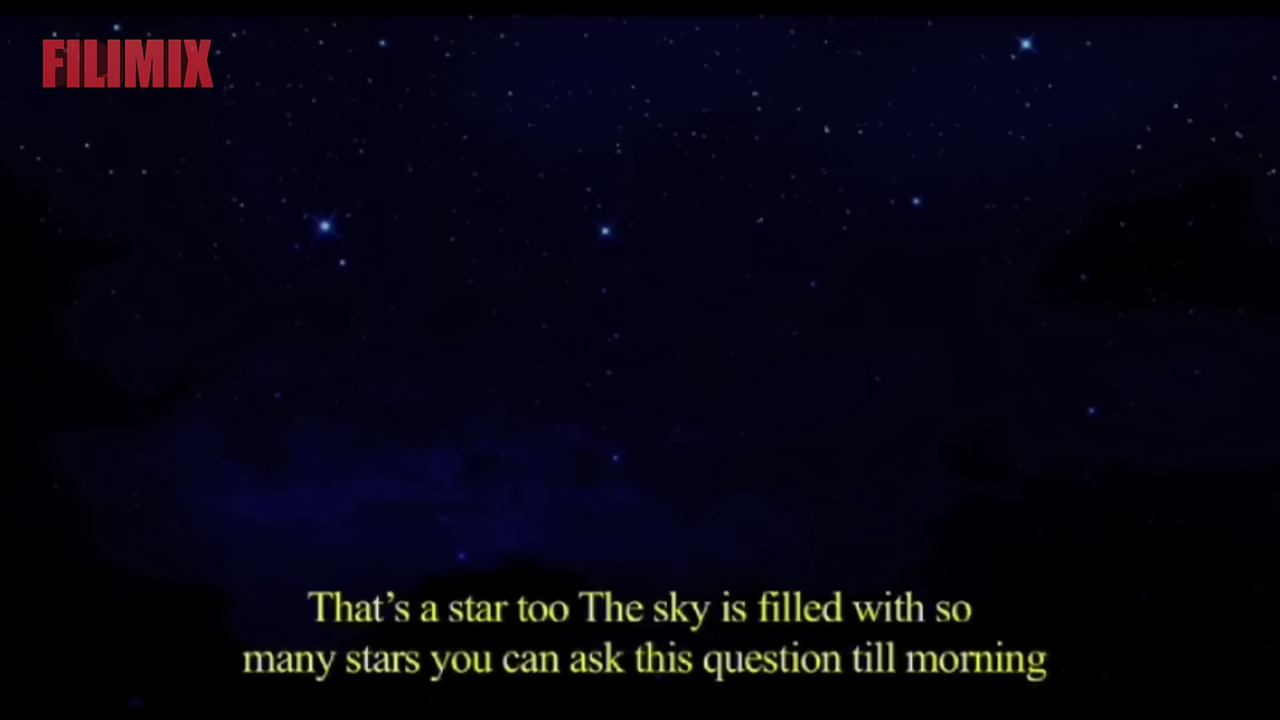 FILIMIX
That's a star too The sky is filled with so
many stars you can ask this question till morning